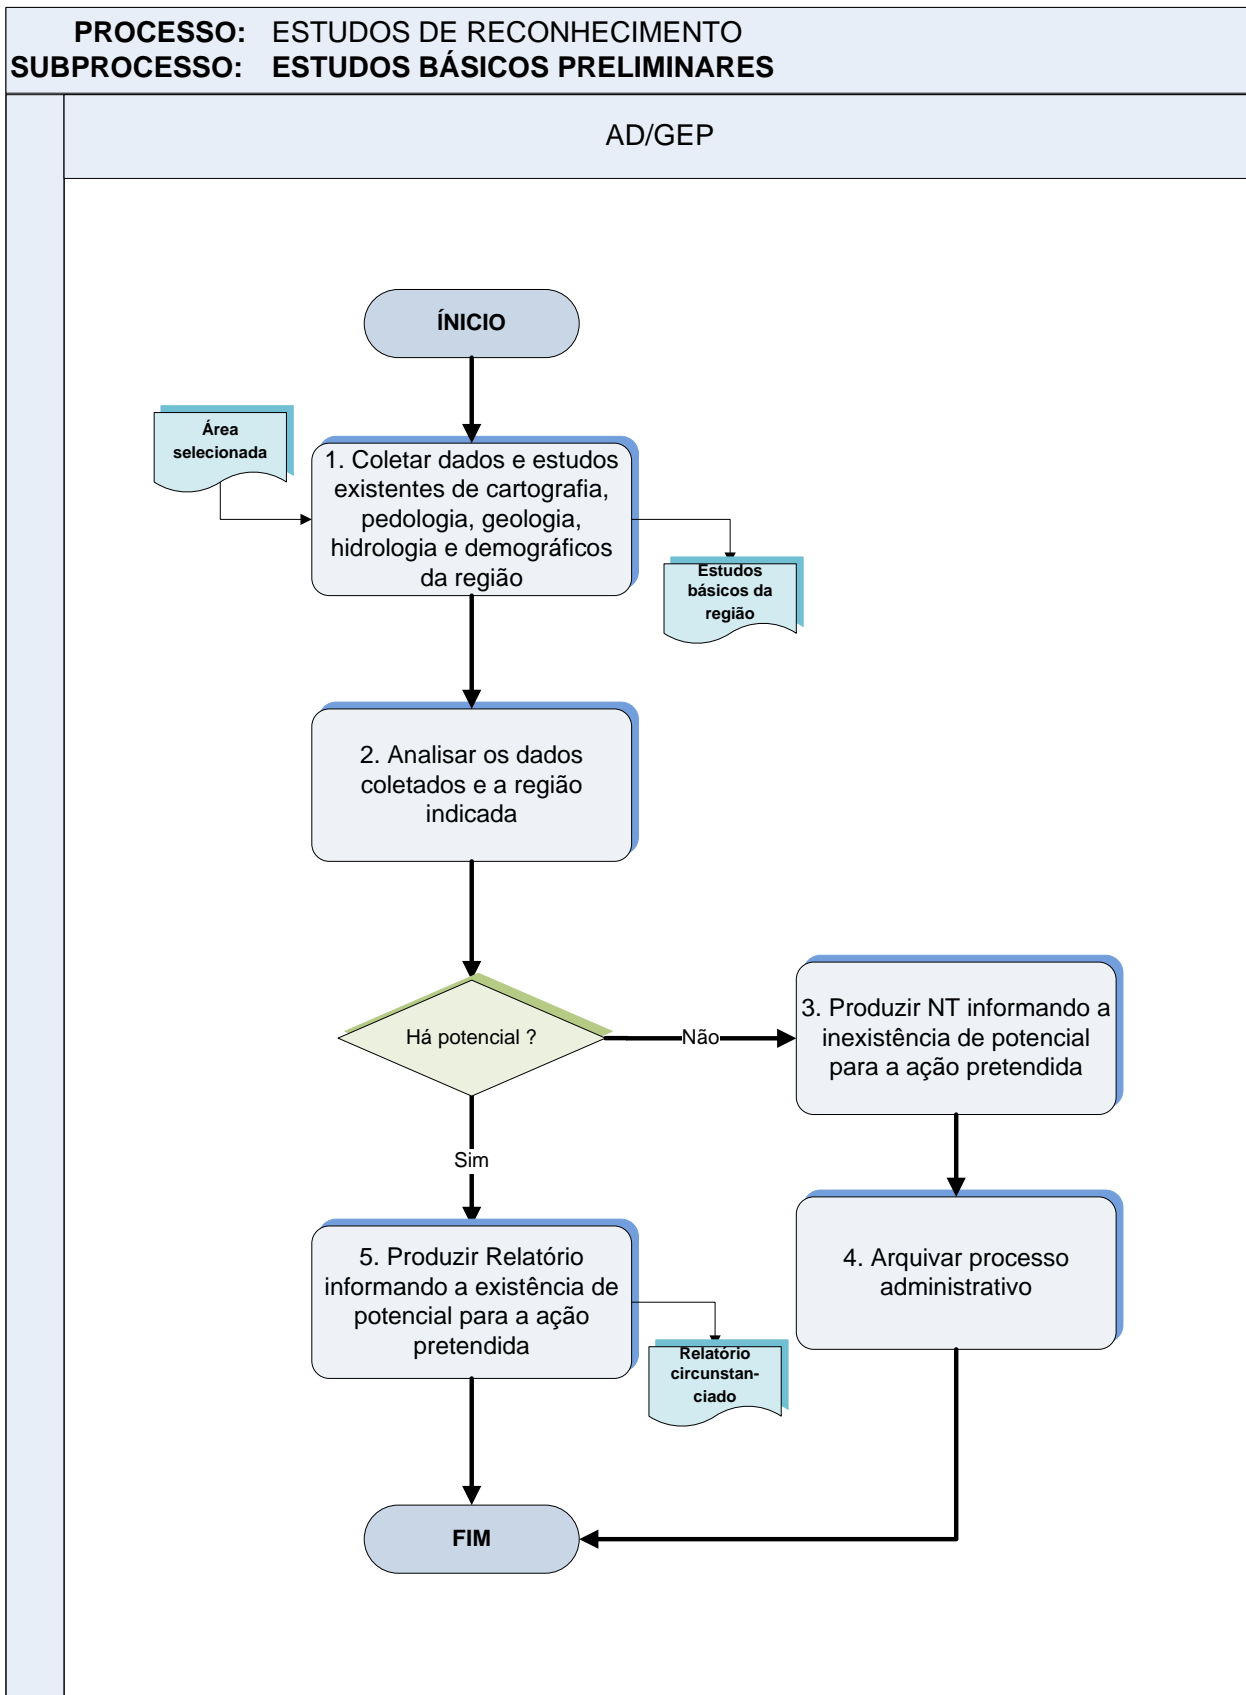 PROCESSO: ESTUDOS DE RECONHECIMENTO
SUBPROCESSO: ESTUDOS BÁSICOS PRELIMINARES
AD/GEP
ÍNICIO
Área
selecionada
1. Coletar dados e estudos
existentes de cartografia,
pedologia, geologia,
hidrologia e demográficos
da região
Estudos
básicos da
região
2. Analisar os dados
coletados e a região
indicada
Há potencial ?
Não
3. Produzir NT informando a
inexistência de potencial
para a ação pretendida
Sim
4. Arquivar processo
administrativo
5. Produzir Relatório
informando a existência de
potencial para a ação
pretendida
Relatório
circunstan-
ciado
FIM